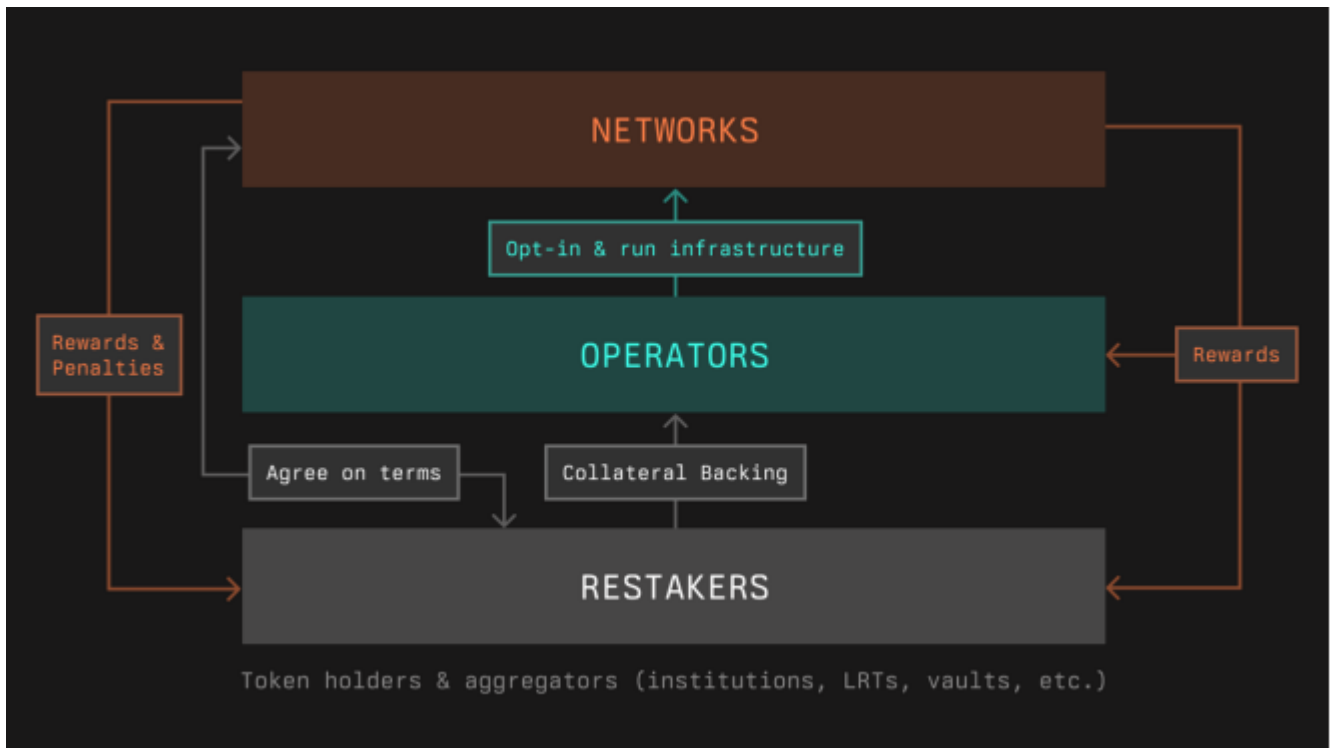 NETWORKS
Opt-in & run infrastructure
Rewards &
Penalties
OPERATORS
Rewards
Agree on terms
Collateral Backing
RESTAKERS
Token holders & aggregators (institutions, LRTs, vaults, etc.)